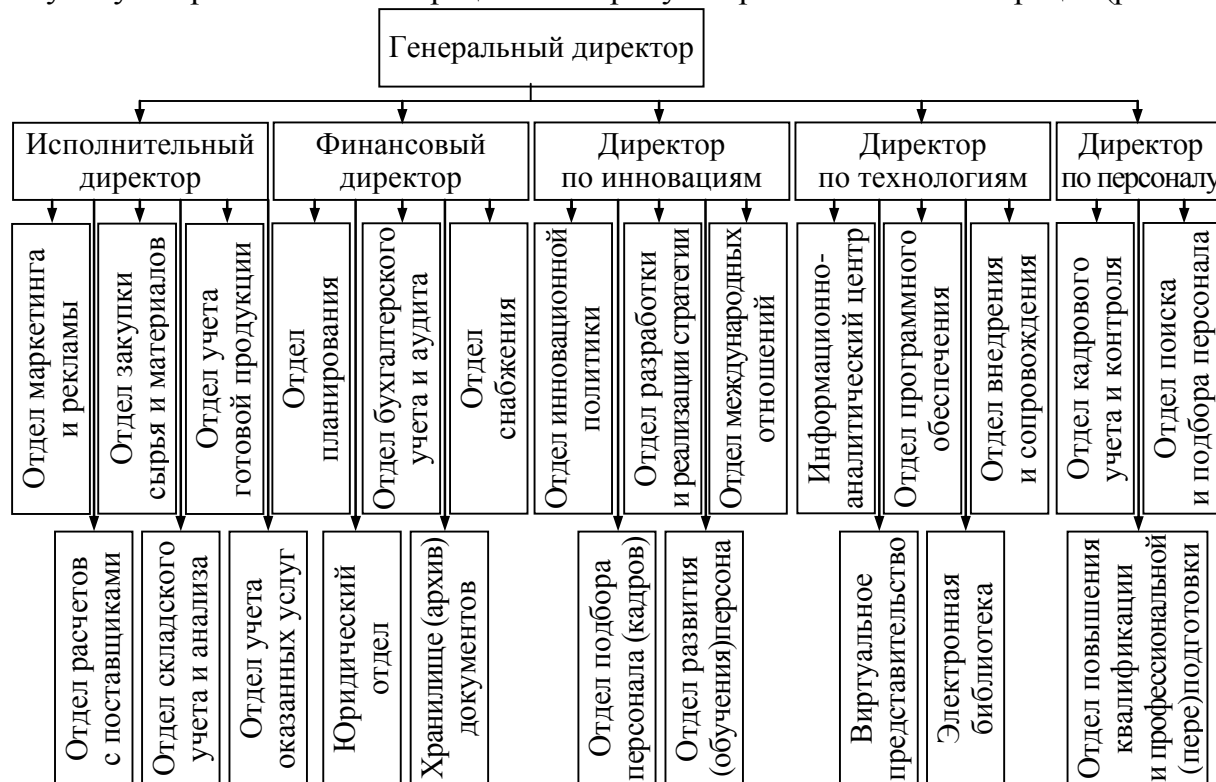 Генеральный директор
Исполнительный
директор
Финансовый
директор
Директор
по инновациям
Директор
по технологиям
Директор
по персоналу
Отдел маркетинга
и рекламы
Отдел закупки
сырья и материалов
Отдел учета
готовой продукции
Отдел
планирования
Отдел бухгалтерского
учета и аудита
Отдел
снабжения
Отдел инновационной
политики
Отдел разработки
и реализации стратегии
Отдел международных
отношений
Информационно-
аналитический центр
Отдел программного
обеспечения
Отдел внедрения
и сопровождения
Отдел кадрового
учета и контроля
Отдел поиска
и подбора персонала
Отдел расчетов
с поставщиками
Отдел складского
учета и анализа
Отдел учета
оказанных услуг
Юридический
отдел
Хранилище (архив)
документов
Отдел подбора
персонала (кадров)
Отдел развития
(обучения)персона
Виртуальное
представительство
Электронная
библиотека
Отдел повышения
квалификации
и профессиональной
(пере)подготовки